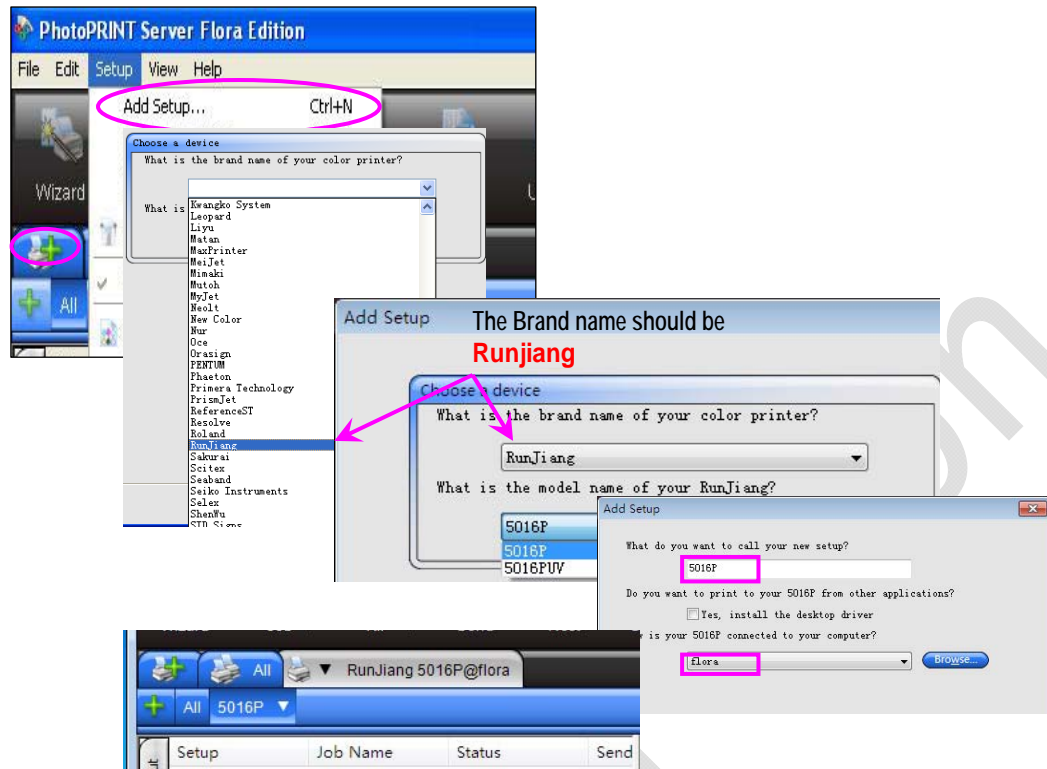 PhotoPRINT Server Flora Edition
File Edit Setup View Help
Add Setup... Ctrl+N
Wizard
All
Choose a device
What is the brand name of your color printer?
What is
Kwangko System
Leopard
Liyu
Matan
MaxPrinter
MeiJet
Mimaki
Mutoh
MyJet
Neolt
New Color
Nur
Oce
Orasign
PENTUM
Phaeton
Primera Technology
PrismJet
ReferenceST
Resolve
Roland
RunJiang
Sakurai
Scitex
Seaband
Seiko Instruments
Selex
ShenWu
Add Setup
The Brand name should be
Runjiang
Choose a device
What is the brand name of your color printer?
RunJiang
What is the model name of your RunJiang?
5016P
5016P
5016PUV
Add Setup
What do you want to call your new setup?
5016P
Do you want to print to your 5016P from other applications?
Yes, install the desktop driver
is your 5016P connected to your computer?
flora
Browse...
All RunJiang 5016P@flora
All 5016P
Setup Job Name Status Send